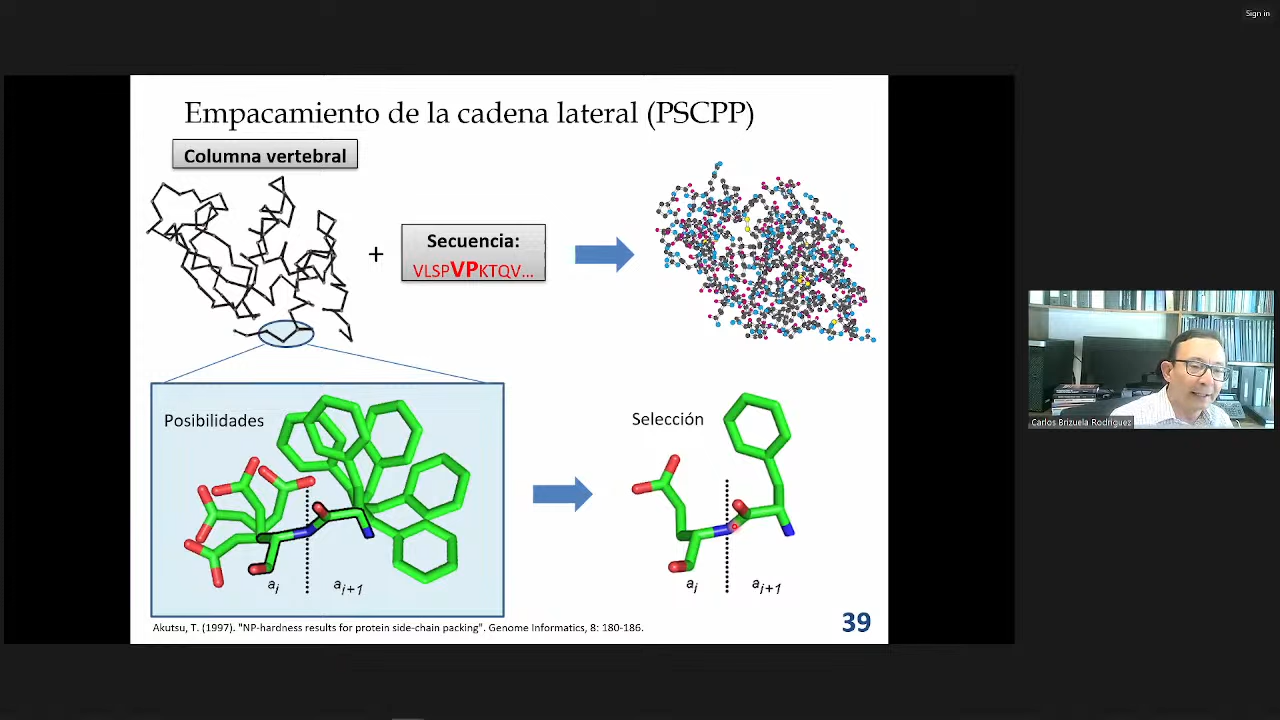 Sign in
Empacamiento de la cadena lateral (PSCPP)
Columna vertebral
+
Secuencia:
VLSPVPKTQV...
Posibilidades
Selección
a_i
a_i+1
a_i
a_i+1
Akutsu, T. (1997). "NP-hardness results for protein side-chain packing". Genome Informatics, 8: 180-186.
39
Carlos Brizuela Rodriguez